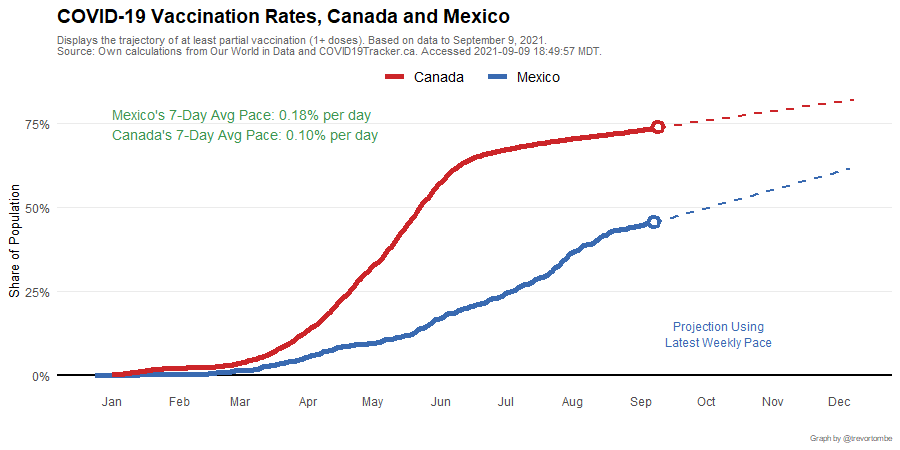 COVID-19 Vaccination Rates, Canada and Mexico
Displays the trajectory of at least partial vaccination (1+ doses). Based on data to September 9, 2021.
Source: Own calculations from Our World in Data and COVID19Tracker.ca. Accessed 2021-09-09 18:49:57 MDT.
Canada Mexico
Mexico's 7-Day Avg Pace: 0.18% per day
Canada's 7-Day Avg Pace: 0.10% per day
75%
50%
25%
0%
Share of Population
Projection Using
Latest Weekly Pace
Jan Feb Mar Apr May Jun Jul Aug Sep Oct Nov Dec
Graph by @trevortombe